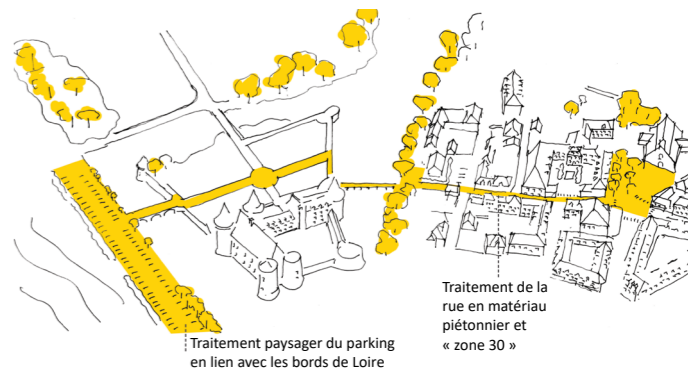 Traitement de la
rue en matériau
piétonnier et
« zone 30 »
Traitement paysager du parking
en lien avec les bords de Loire